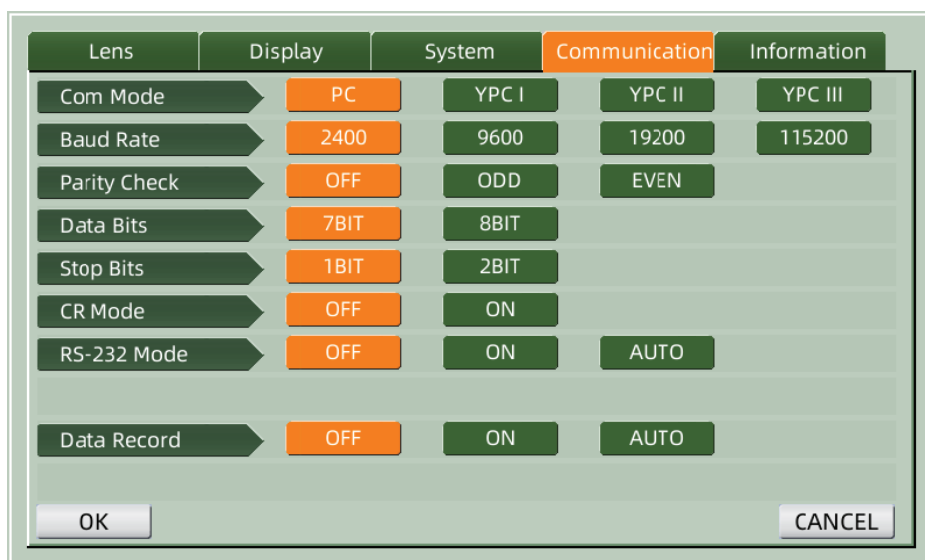 Lens Display System Communication Information
Com Mode PC YPC I YPC II YPC III
Baud Rate 2400 9600 19200 115200
Parity Check OFF ODD EVEN
Data Bits 7BIT 8BIT
Stop Bits 1BIT 2BIT
CR Mode OFF ON
RS-232 Mode OFF ON AUTO
Data Record OFF ON AUTO
OK CANCEL